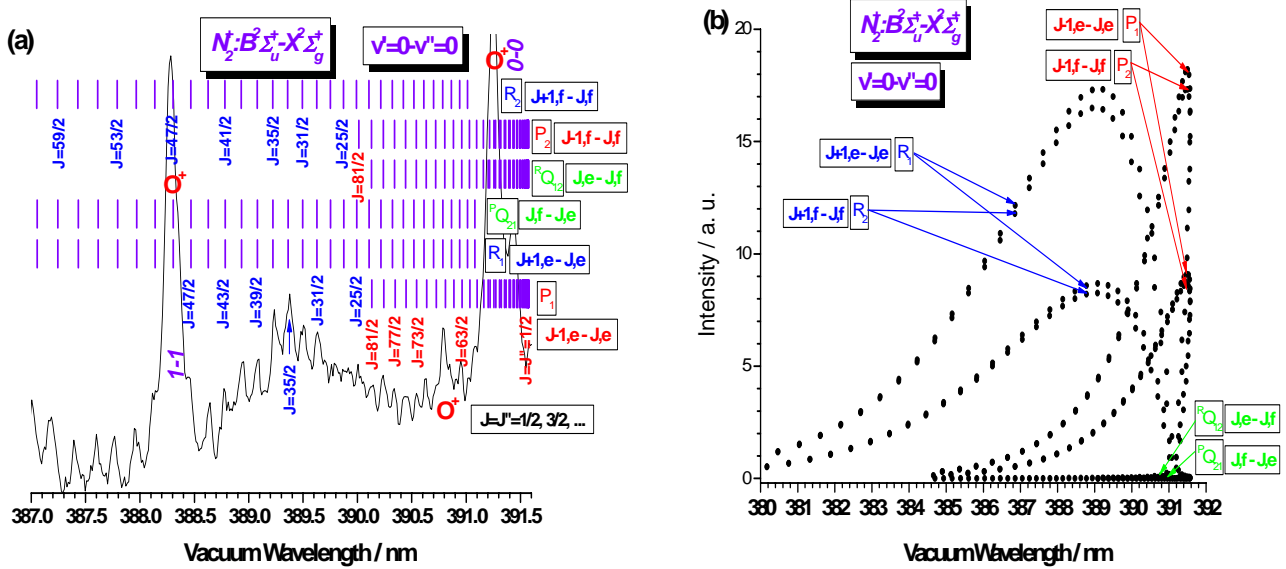 (a)
N₂⁺:B²Σᵤ⁺-X²Σg⁺
v'=0-v"=0
O⁺
0-0
R₂ J+1,f - J,f
J=59/2
J=53/2
J=47/2
J=41/2
J=35/2
J=31/2
J=25/2
P₂ J-1,f - J,f
J=81/2
ᴿQ₁₂ J,e - J,f
O⁺
ᴾQ₂₁ J,f - J,e
R₁ J+1,e - J,e
J=47/2
J=43/2
J=39/2
J=31/2
J=25/2
P₁
J-1,e - J,e
J=81/2
J=77/2
J=73/2
J=63/2
J=J"=1/2
1-1
J=35/2
O⁺
J=J"=1/2, 3/2, ...
387.0 387.5 388.0 388.5 389.0 389.5 390.0 390.5 391.0 391.5
Vacuum Wavelength / nm
(b)
N₂⁺:B²Σᵤ⁺-X²Σg⁺
v'=0-v"=0
J-1,e - J,e P₁
J-1,f - J,f P₂
J+1,e - J,e R₁
J+1,f - J,f R₂
ᴿQ₁₂ J,e - J,f
ᴾQ₂₁ J,f - J,e
Intensity / a. u.
20
15
10
5
0
380 381 382 383 384 385 386 387 388 389 390 391 392
Vacuum Wavelength / nm